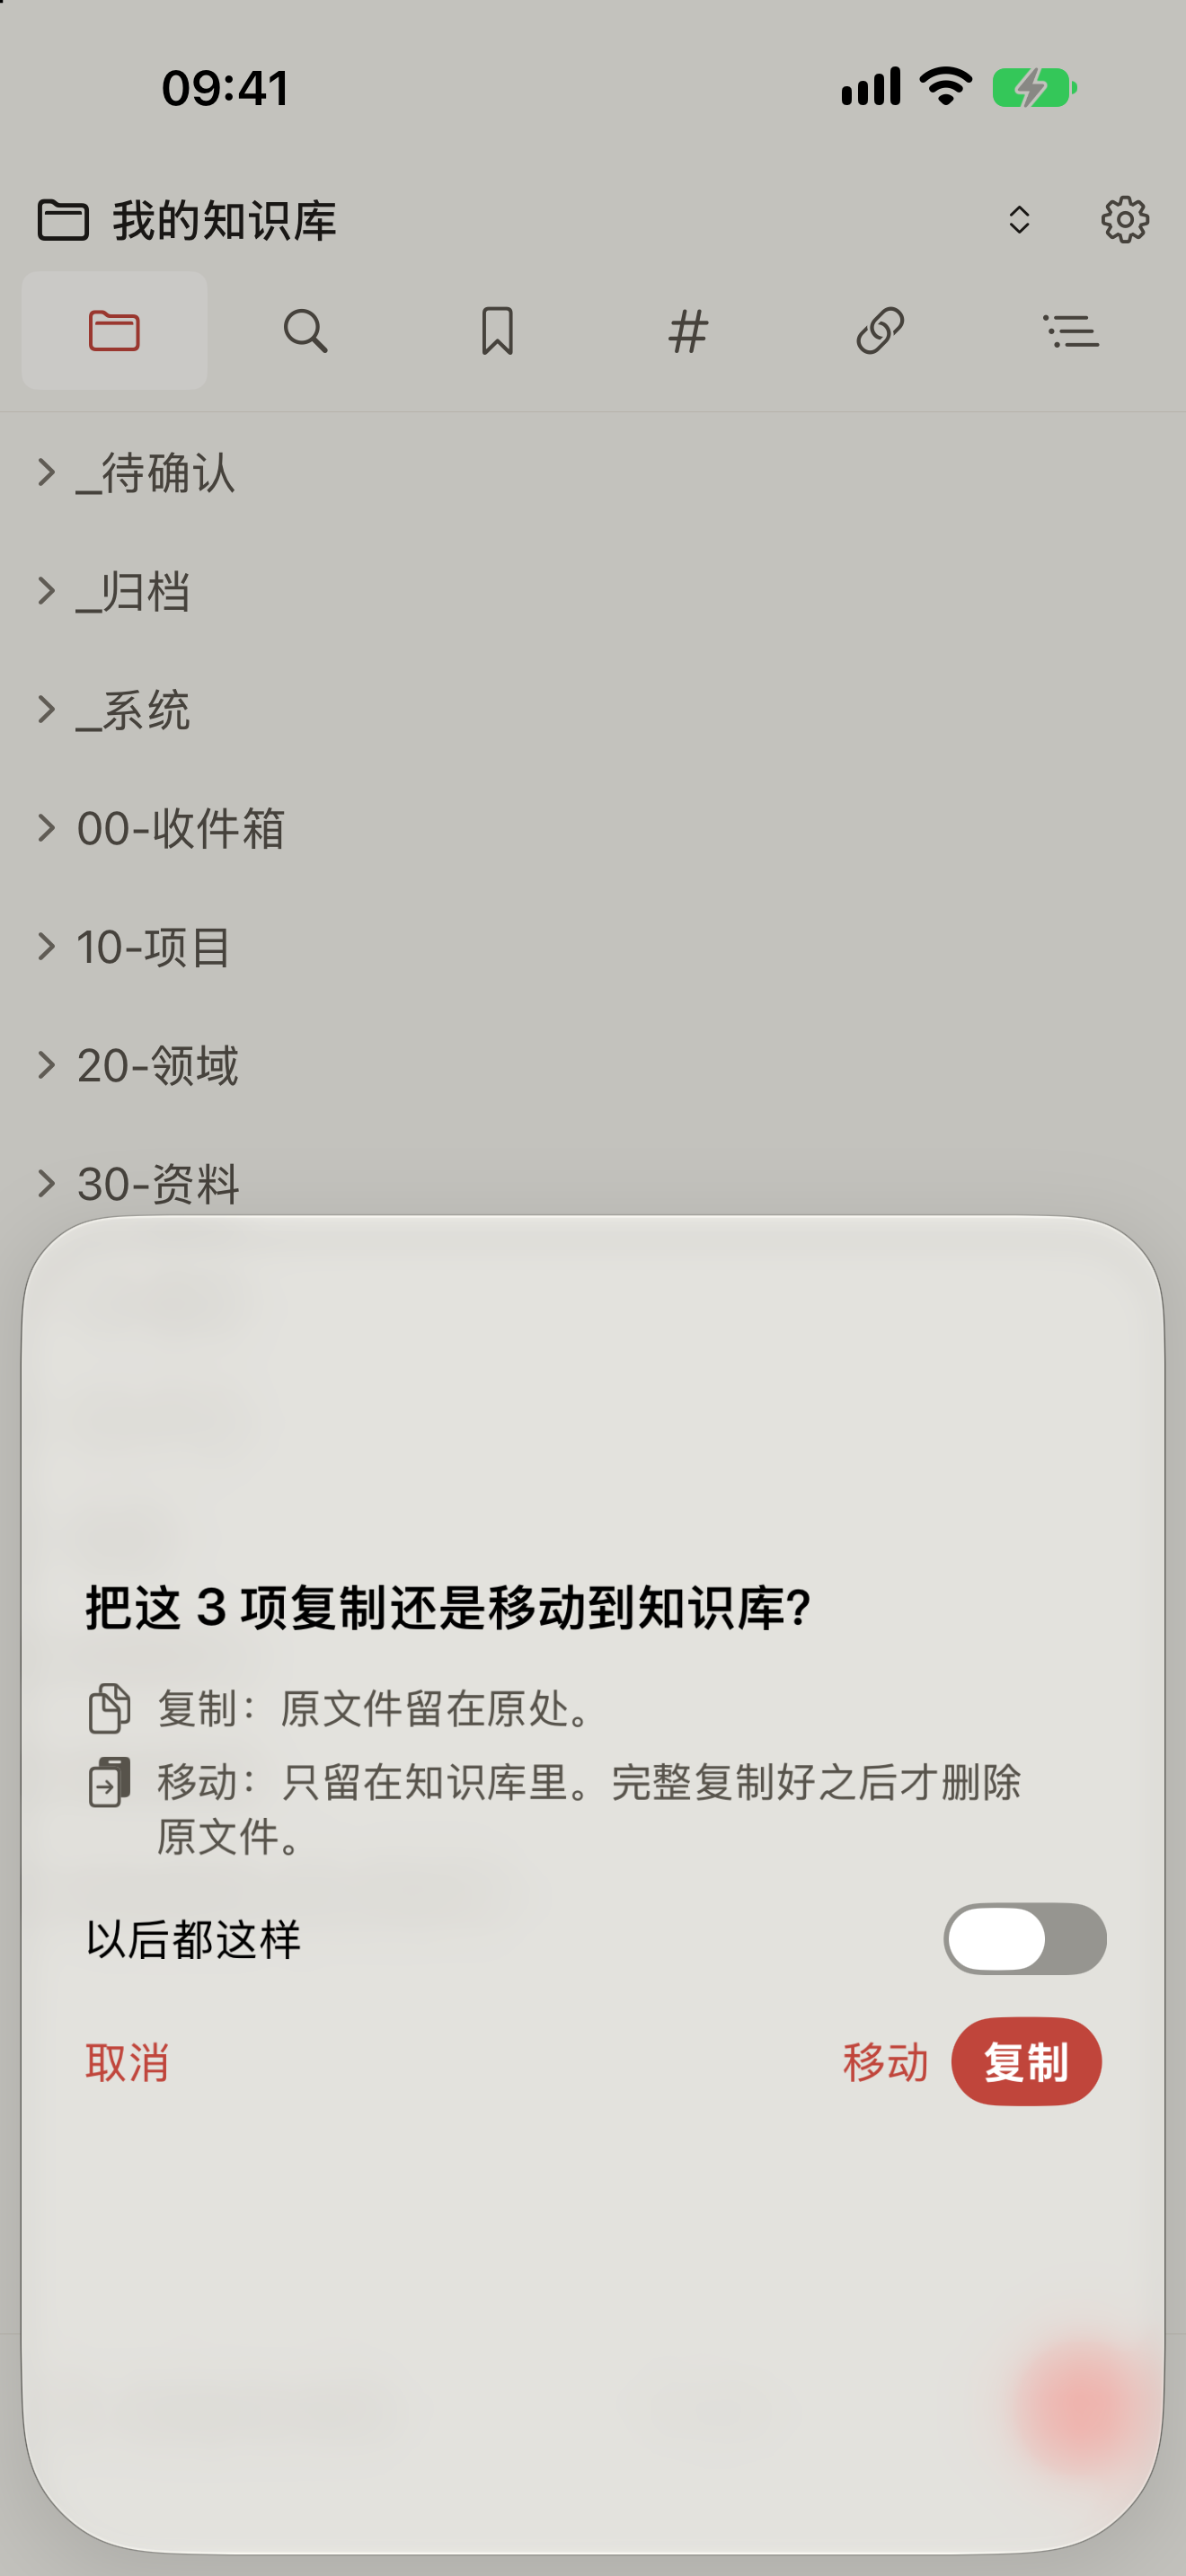 09:41
我的知识库
_待确认
_归档
_系统
00-收件箱
10-项目
20-领域
30-资料
把这 3 项复制还是移动到知识库?
复制：原文件留在原处。
移动：只留在知识库里。完整复制好之后才删除
原文件。
以后都这样
取消
移动
复制